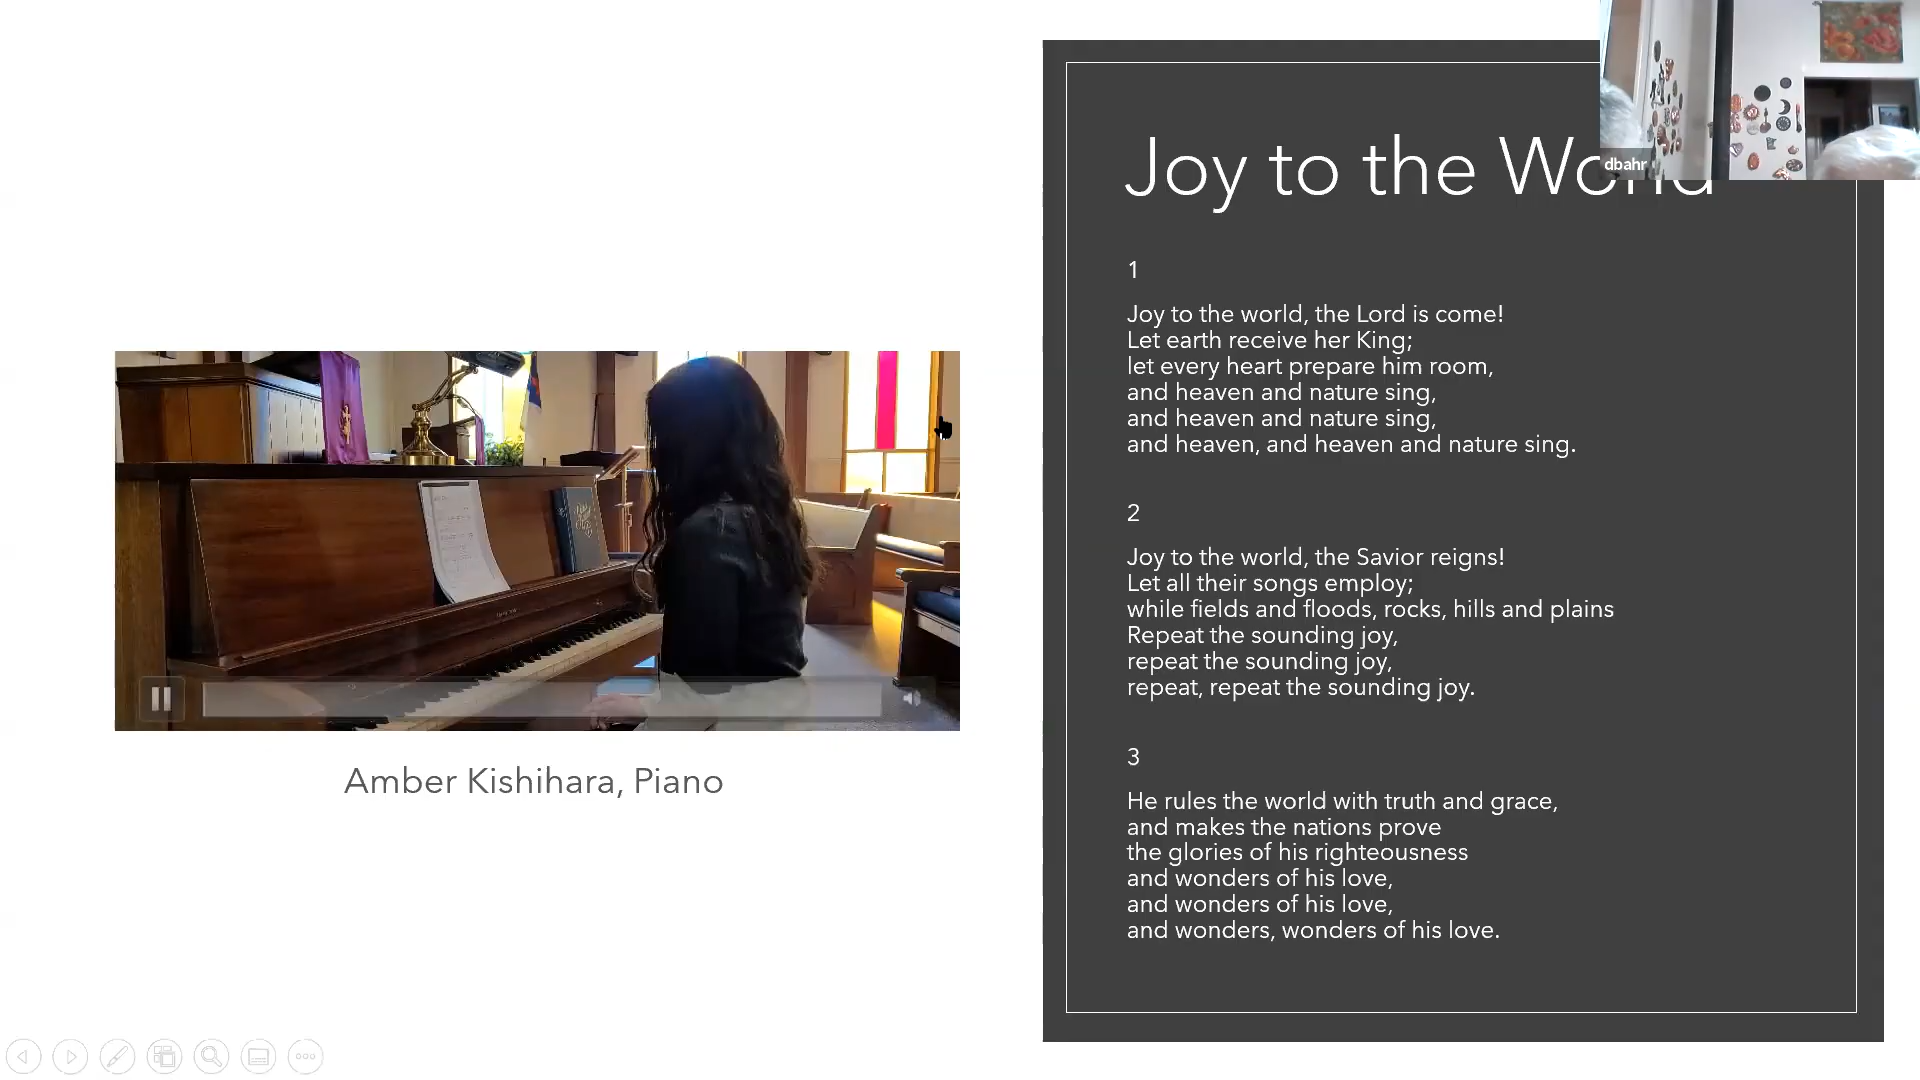 Joy to the World
dbahr
1
Joy to the world, the Lord is come!
Let earth receive her King;
let every heart prepare him room,
and heaven and nature sing,
and heaven and nature sing,
and heaven, and heaven and nature sing.
2
Joy to the world, the Savior reigns!
Let all their songs employ;
while fields and floods, rocks, hills and plains
Repeat the sounding joy,
repeat the sounding joy,
repeat, repeat the sounding joy.
3
He rules the world with truth and grace,
and makes the nations prove
the glories of his righteousness
and wonders of his love,
and wonders of his love,
and wonders, wonders of his love.
Amber Kishihara, Piano